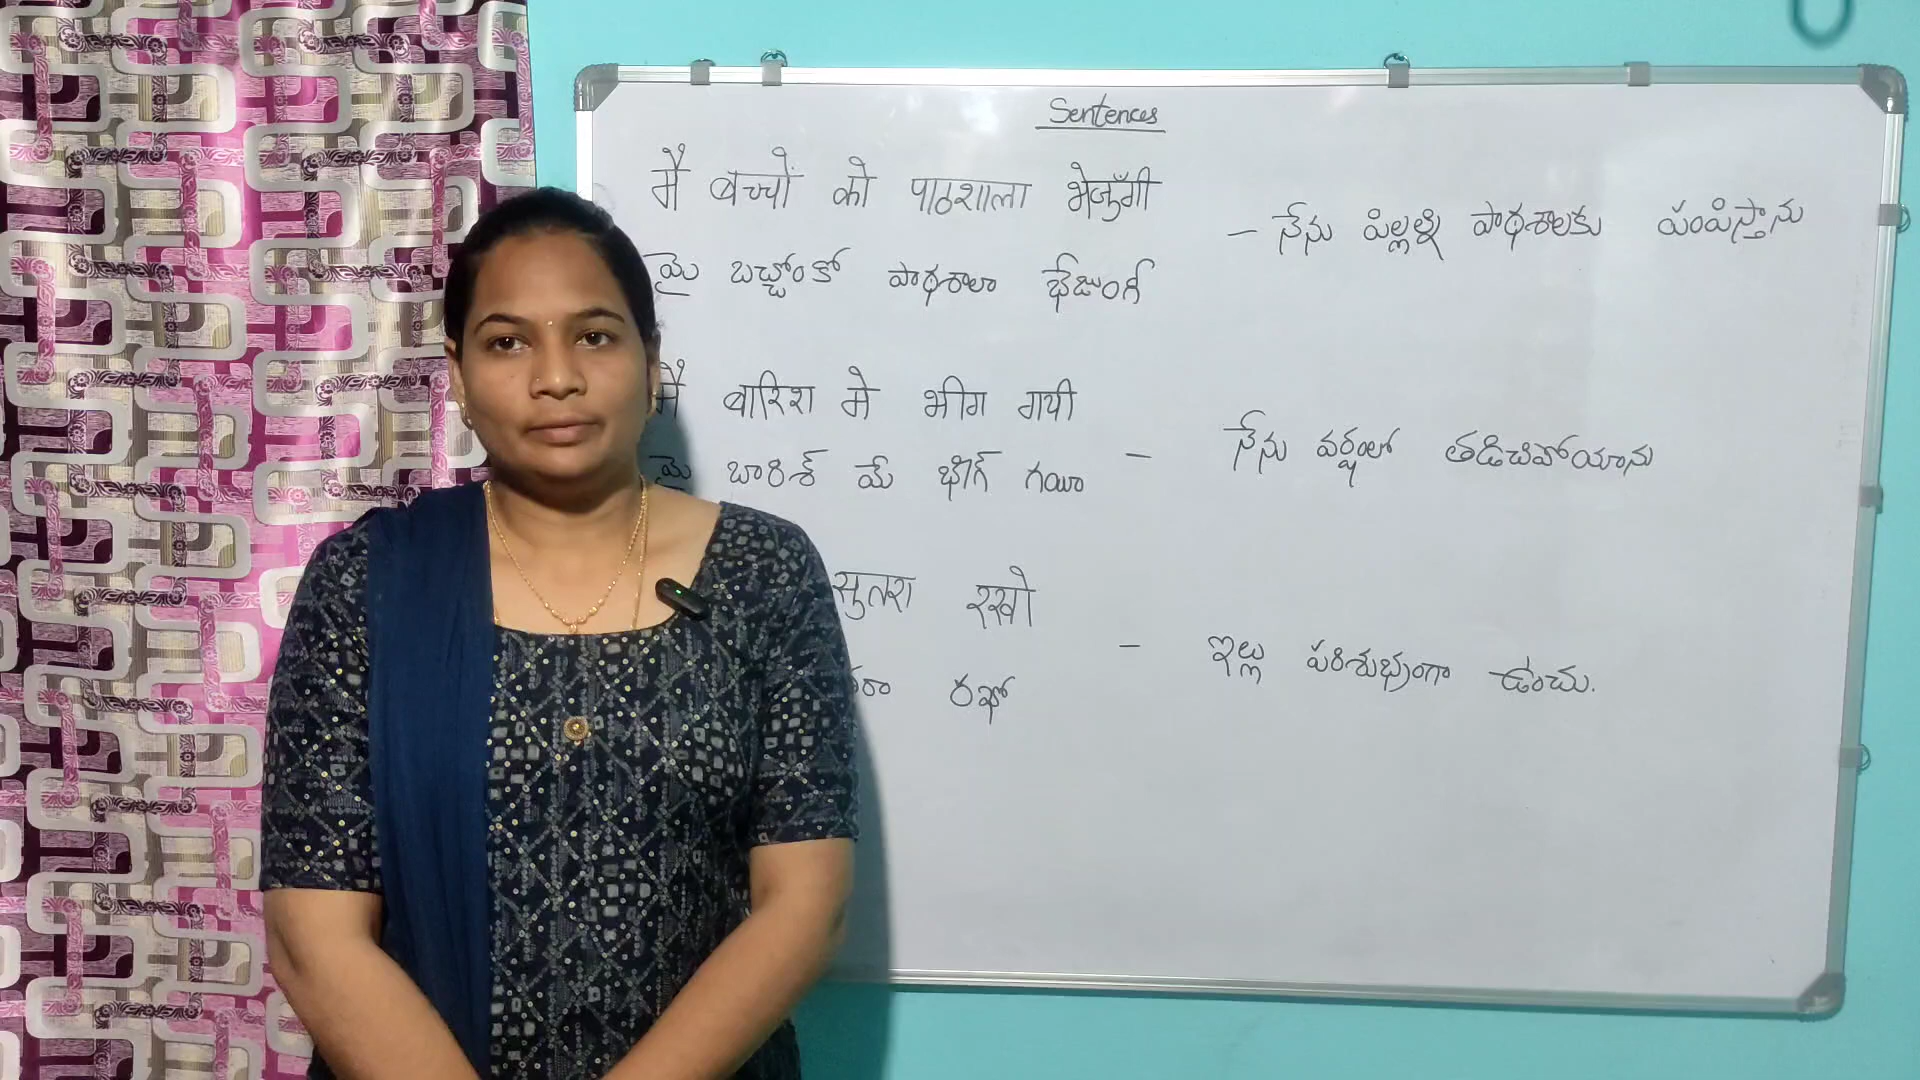 Sentences
मैं बच्चों को पाठशाला भेजुँगी
- నేను పిల్లల్ని పాఠశాలకు పంపిస్తాను
మై బచ్చోంకో పాఠశాలా భేజుంగీ
मैं बारिश मे भीग गयी
- నేను వర్షంలో తడిచిపోయాను
మై బారిశ్ మే భీగ్ గయీ
सुतरा रखो
- ఇల్లు పరిశుభ్రంగా ఉంచు.
రఖో